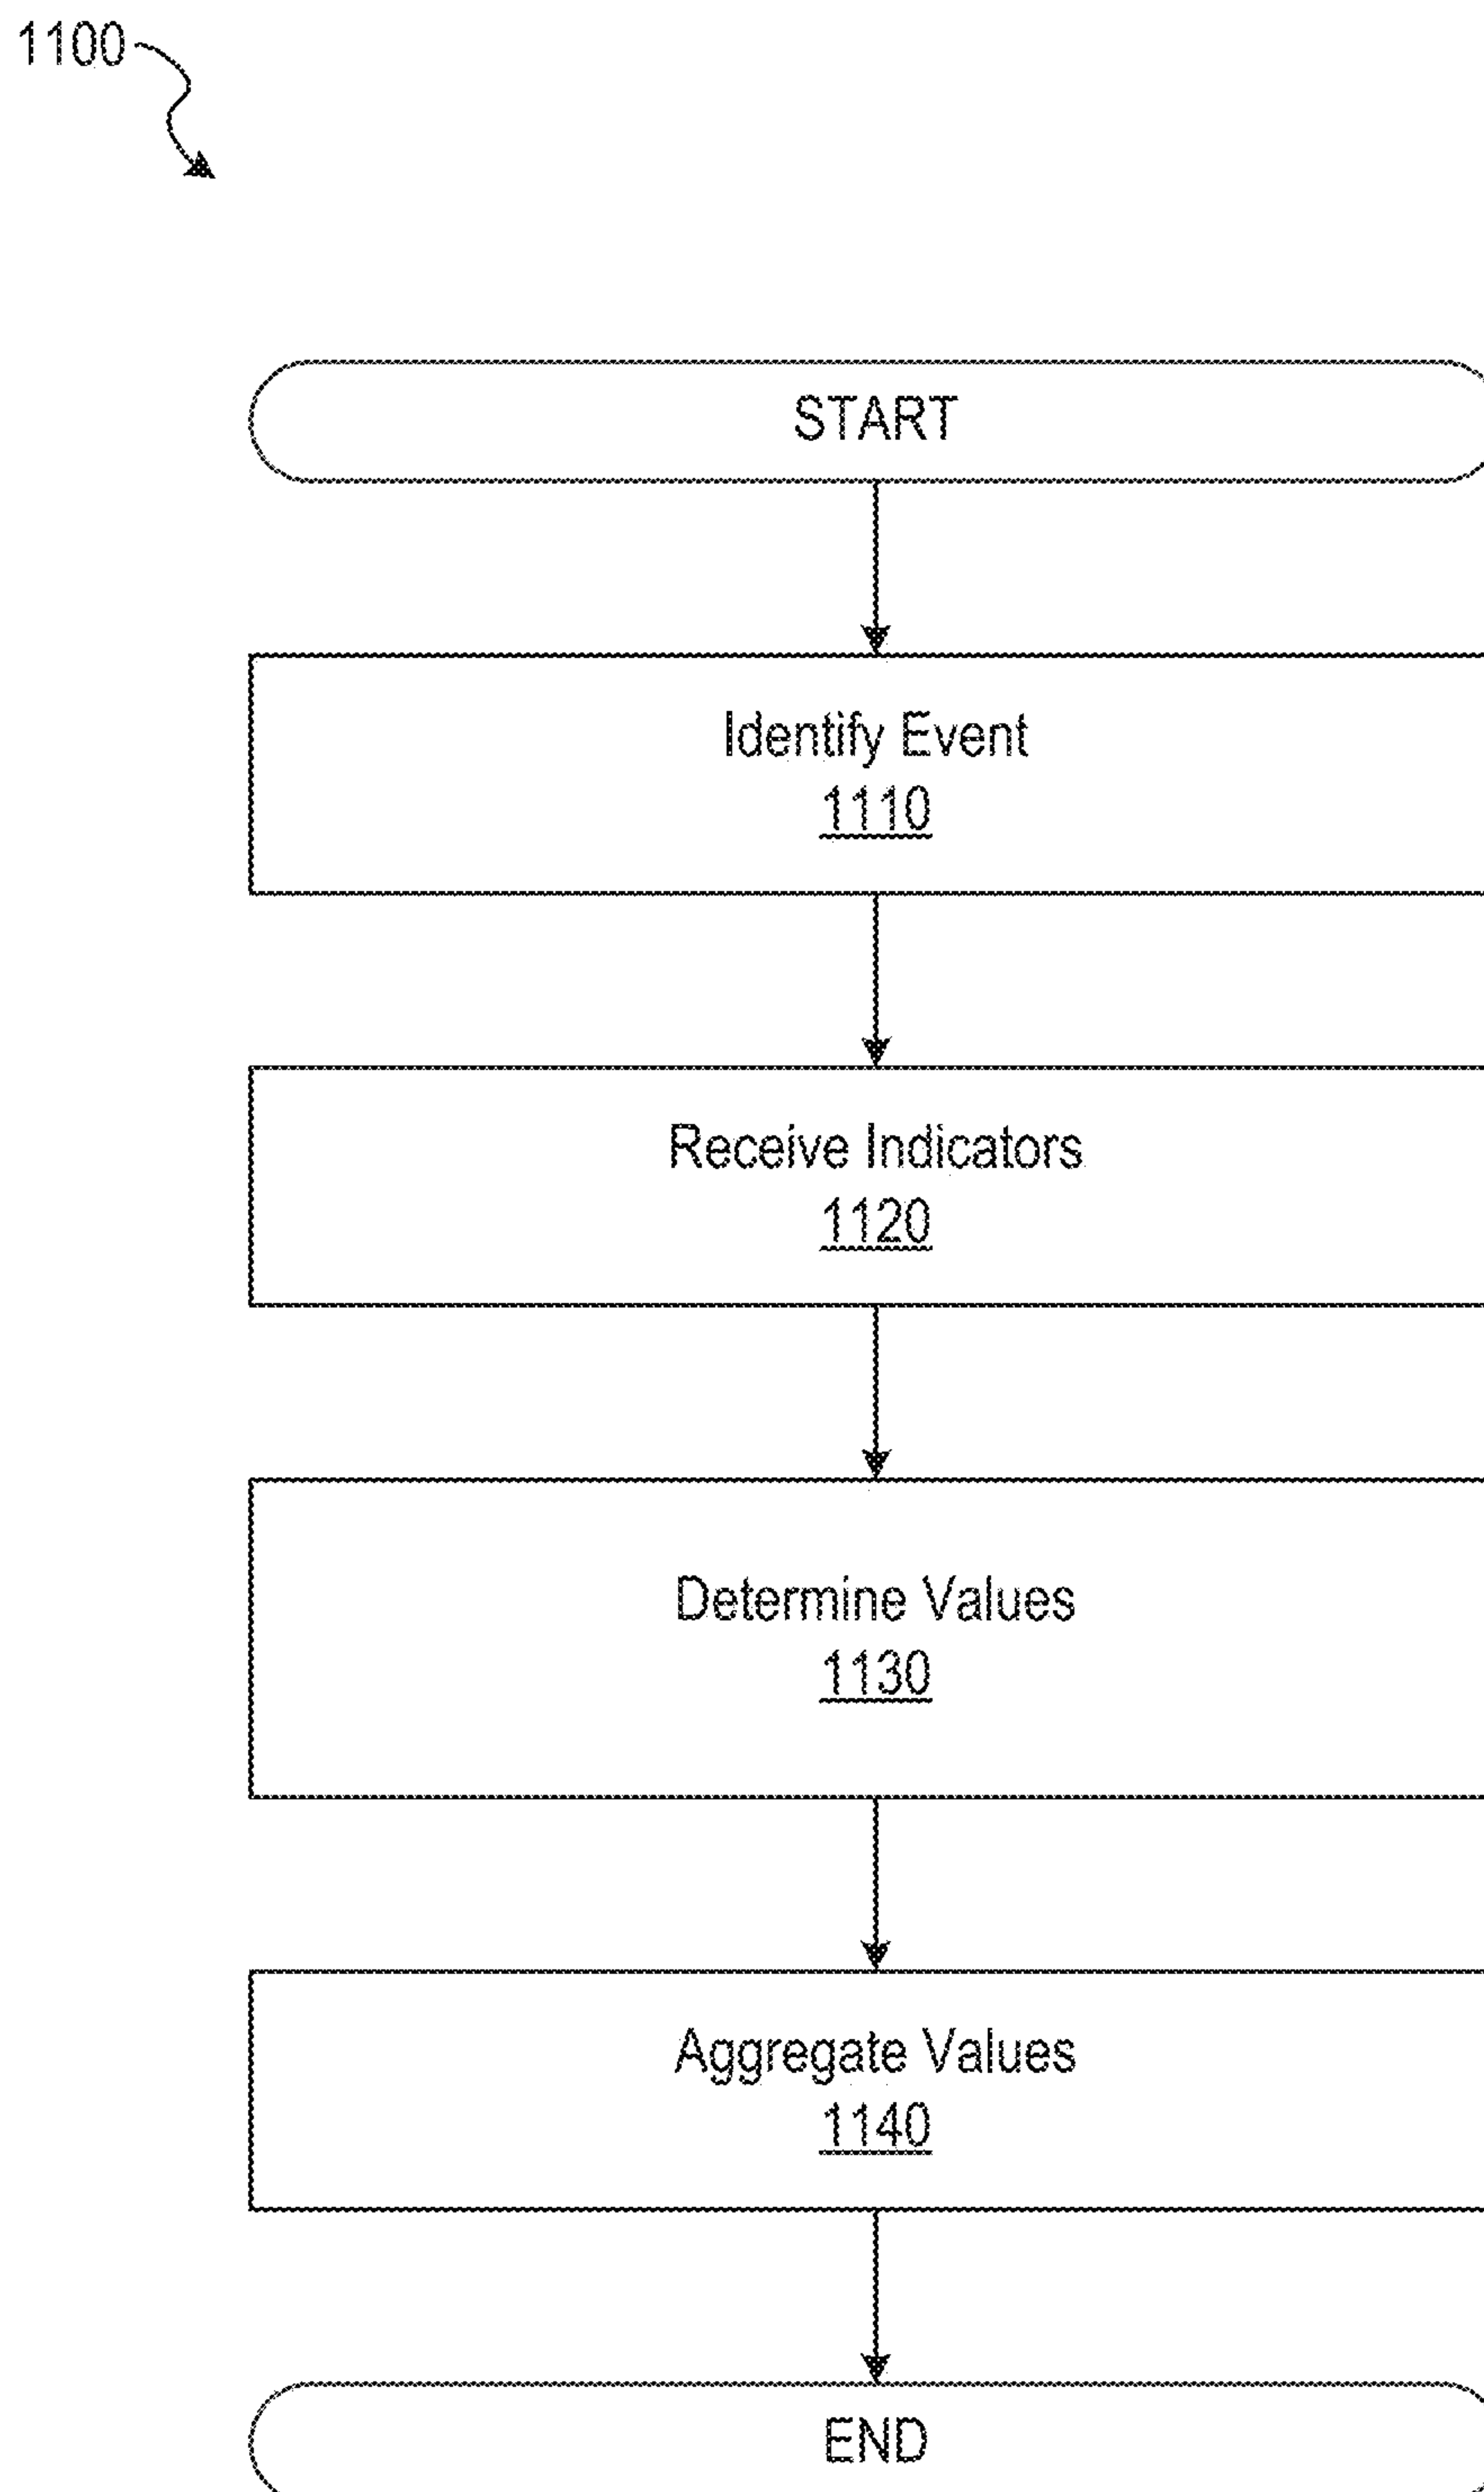 1100
START
Identify Event
1110
Receive Indicators
1120
Determine Values
1130
Aggregate Values
1140
END